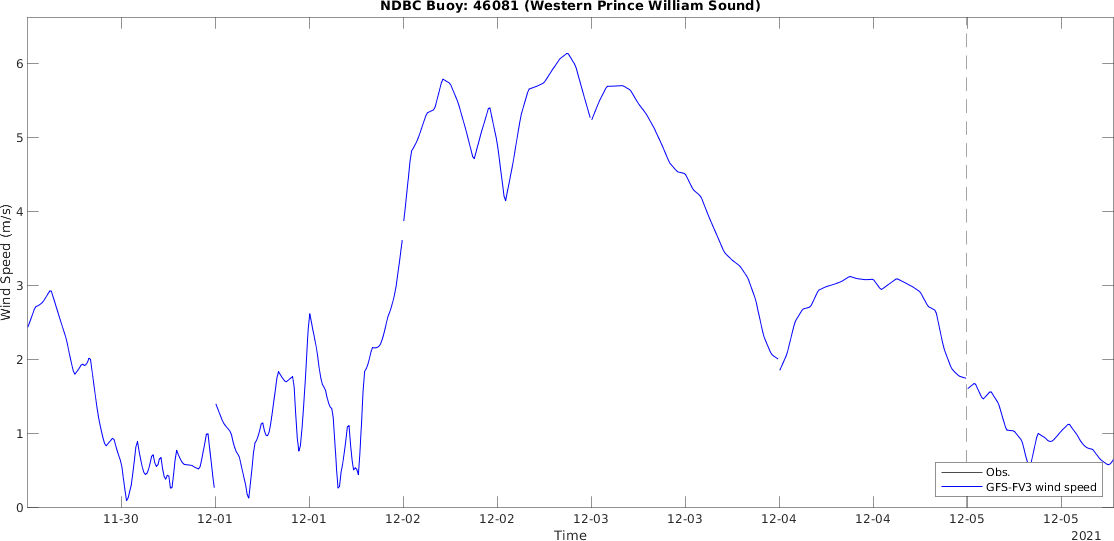 NDBC Buoy: 46081 (Western Prince William Sound)
6
5
4
3
2
1
0
Wind Speed (m/s)
Obs.
GFS-FV3 wind speed
11-30 12-01 12-01 12-02 12-02 12-03 12-03 12-04 12-04 12-05 12-05
Time
2021